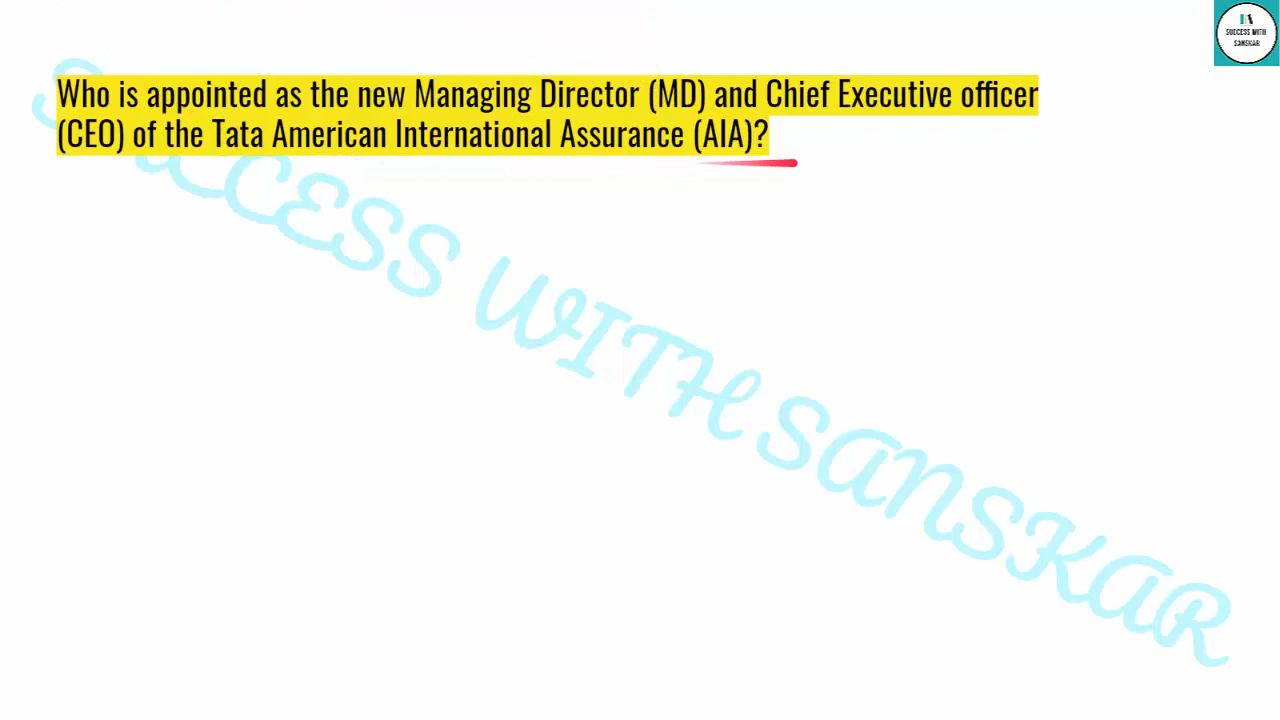 SUCCESS WITH
SANSKAR
Who is appointed as the new Managing Director (MD) and Chief Executive officer
(CEO) of the Tata American International Assurance (AIA)?
SUCCESS WITH SANSKAR